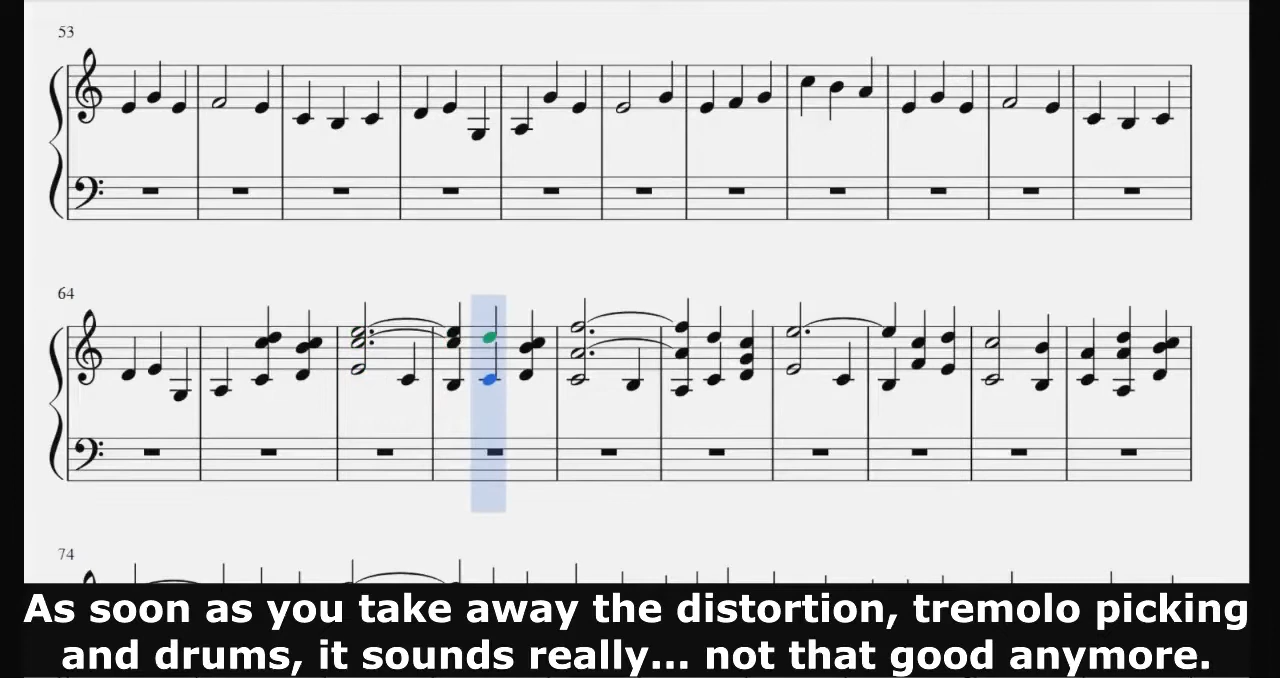 53
64
74
As soon as you take away the distortion, tremolo picking
and drums, it sounds really... not that good anymore.